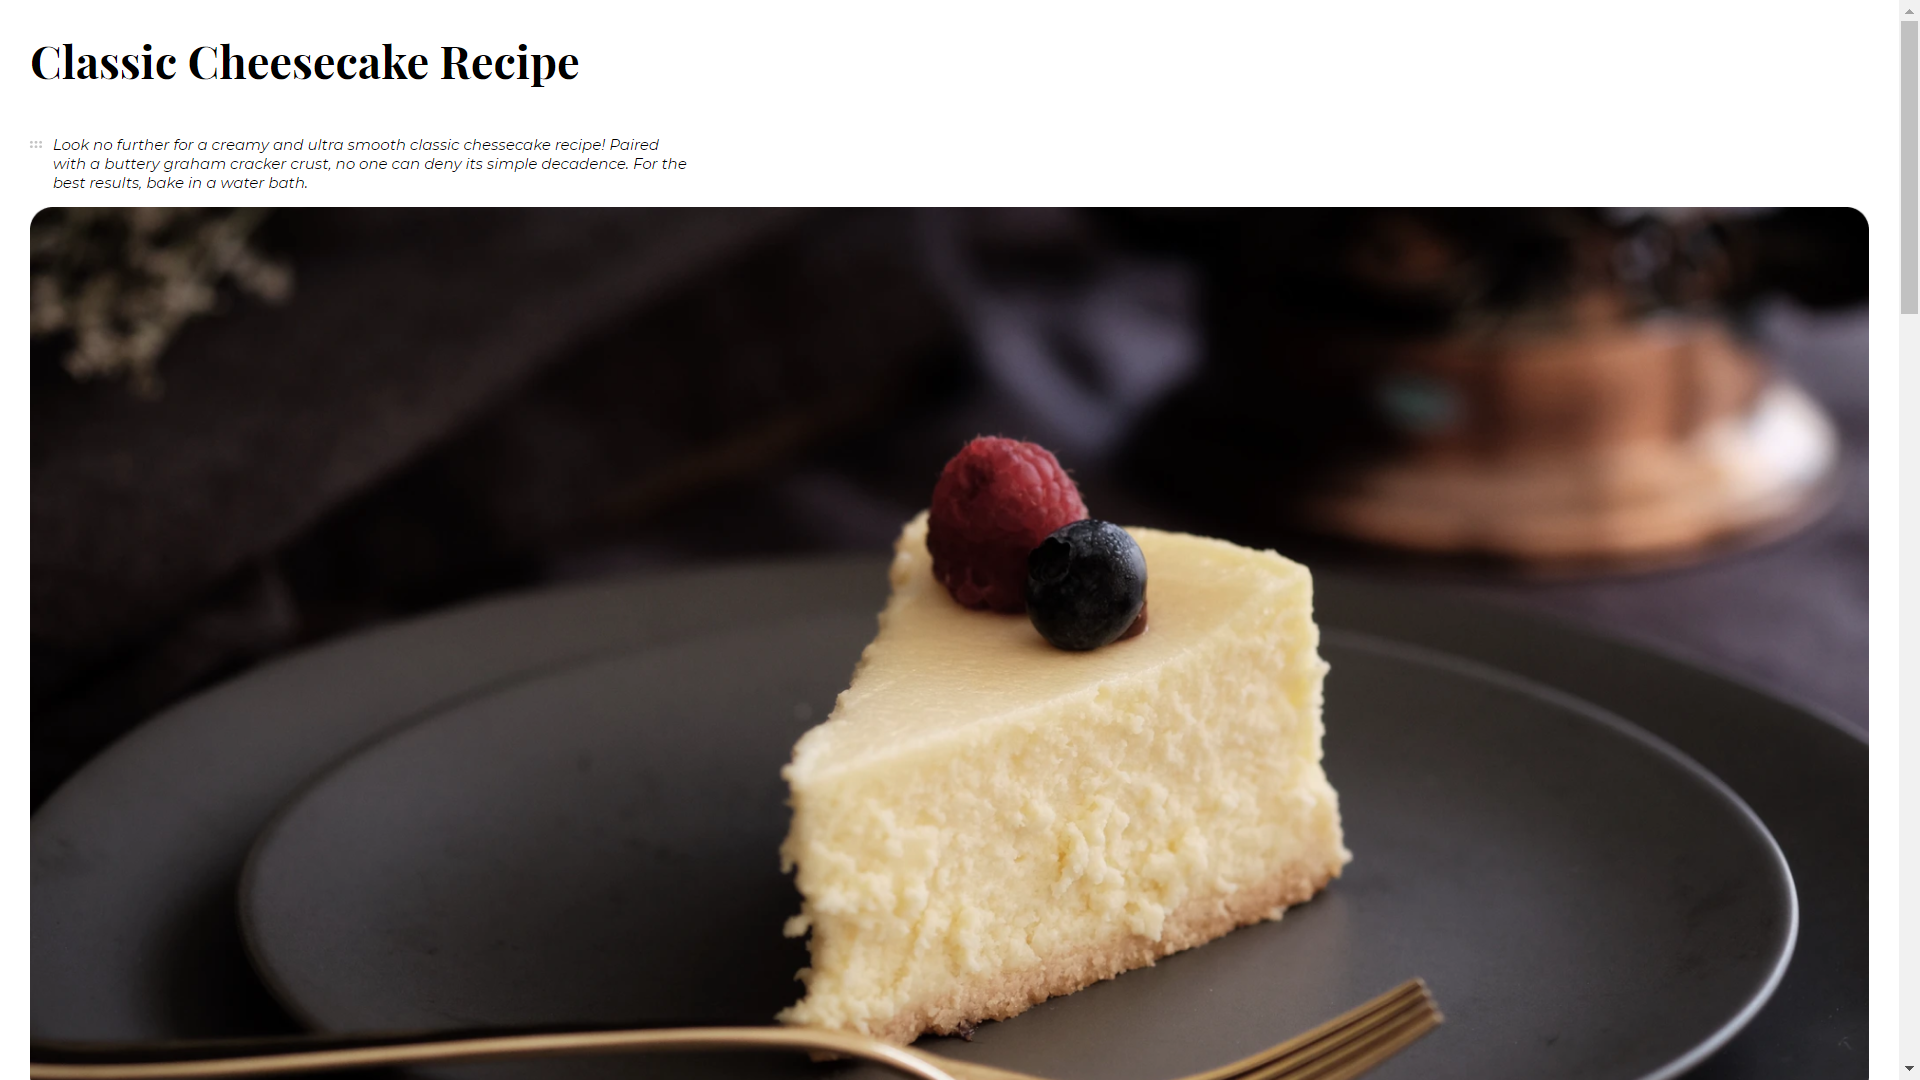 Classic Cheesecake Recipe
Look no further for a creamy and ultra smooth classic chessecake recipe! Paired
with a buttery graham cracker crust, no one can deny its simple decadence. For the
best results, bake in a water bath.